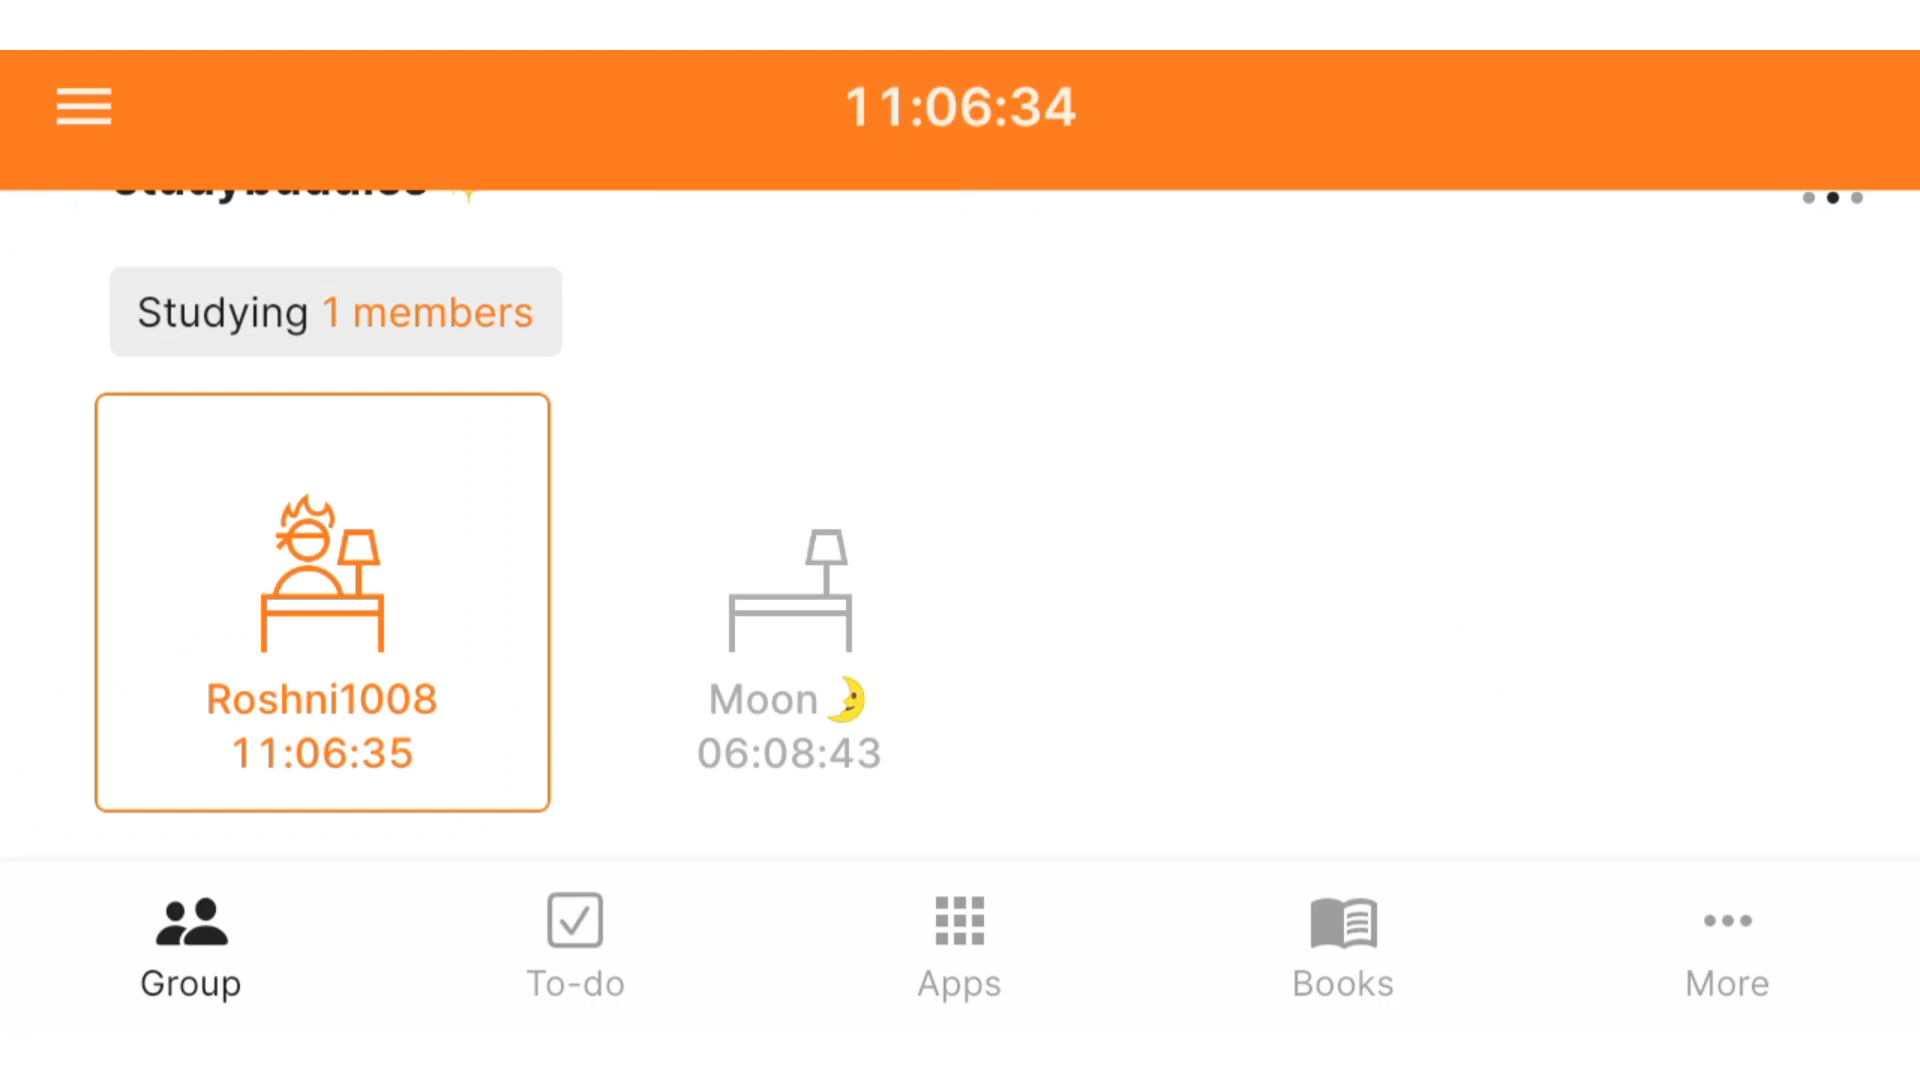 11:06:34
Studybuddies ✨
Studying 1 members
Roshni1008
11:06:35
Moon 🌛
06:08:43
Group
To-do
Apps
Books
More